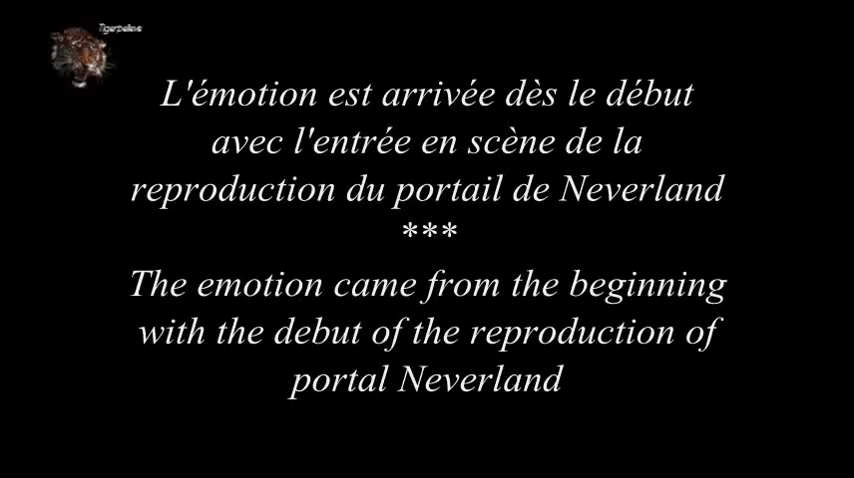 Tigerbelieve
L'émotion est arrivée dès le début
avec l'entrée en scène de la
reproduction du portail de Neverland
***
The emotion came from the beginning
with the debut of the reproduction of
portal Neverland